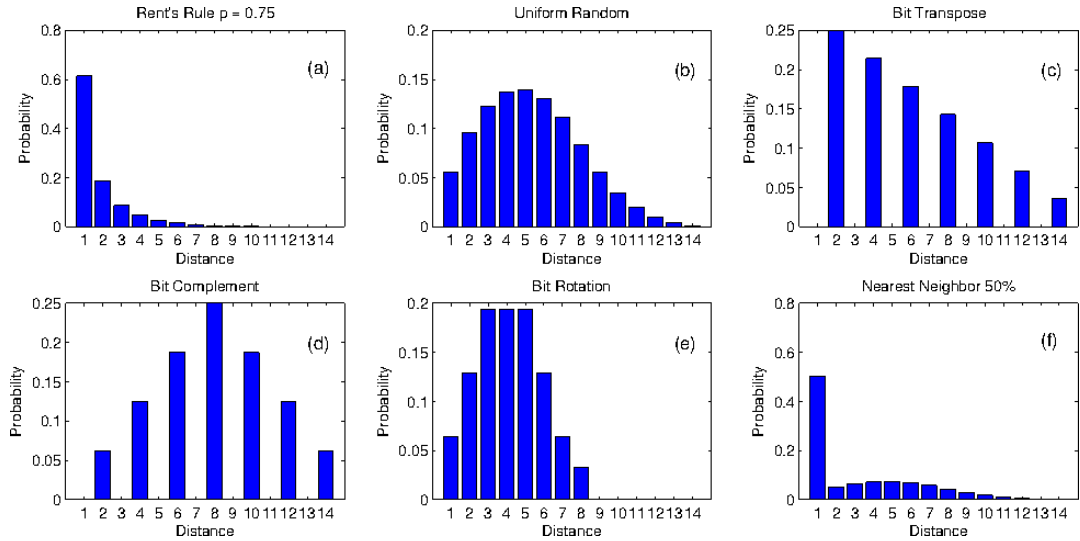 Rent's Rule p = 0.75
0.8
0.6
0.4
0.2
0
Probability
(a)
1 2 3 4 5 6 7 8 9 10 11 12 13 14
Distance
Uniform Random
0.2
0.15
0.1
0.05
0
Probability
(b)
1 2 3 4 5 6 7 8 9 10 11 12 13 14
Distance
Bit Transpose
0.25
0.2
0.15
0.1
0.05
0
Probability
(c)
1 2 3 4 5 6 7 8 9 10 11 12 13 14
Distance
Bit Complement
0.25
0.2
0.15
0.1
0.05
0
Probability
(d)
1 2 3 4 5 6 7 8 9 10 11 12 13 14
Distance
Bit Rotation
0.2
0.15
0.1
0.05
0
Probability
(e)
1 2 3 4 5 6 7 8 9 10 11 12 13 14
Distance
Nearest Neighbor 50%
0.8
0.6
0.4
0.2
0
Probability
(f)
1 2 3 4 5 6 7 8 9 10 11 12 13 14
Distance